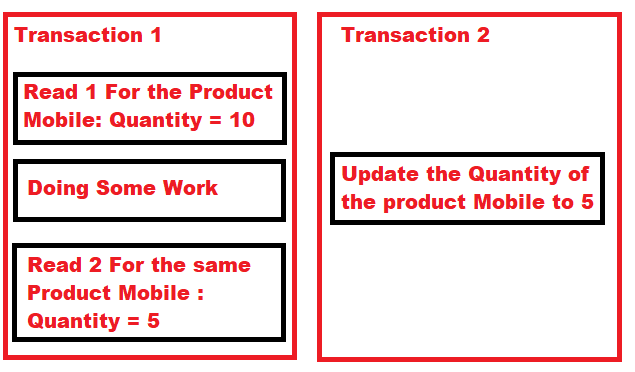 Transaction 1
Read 1 For the Product
Mobile: Quantity = 10
Doing Some Work
Read 2 For the same
Product Mobile :
Quantity = 5
Transaction 2
Update the Quantity of
the product Mobile to 5